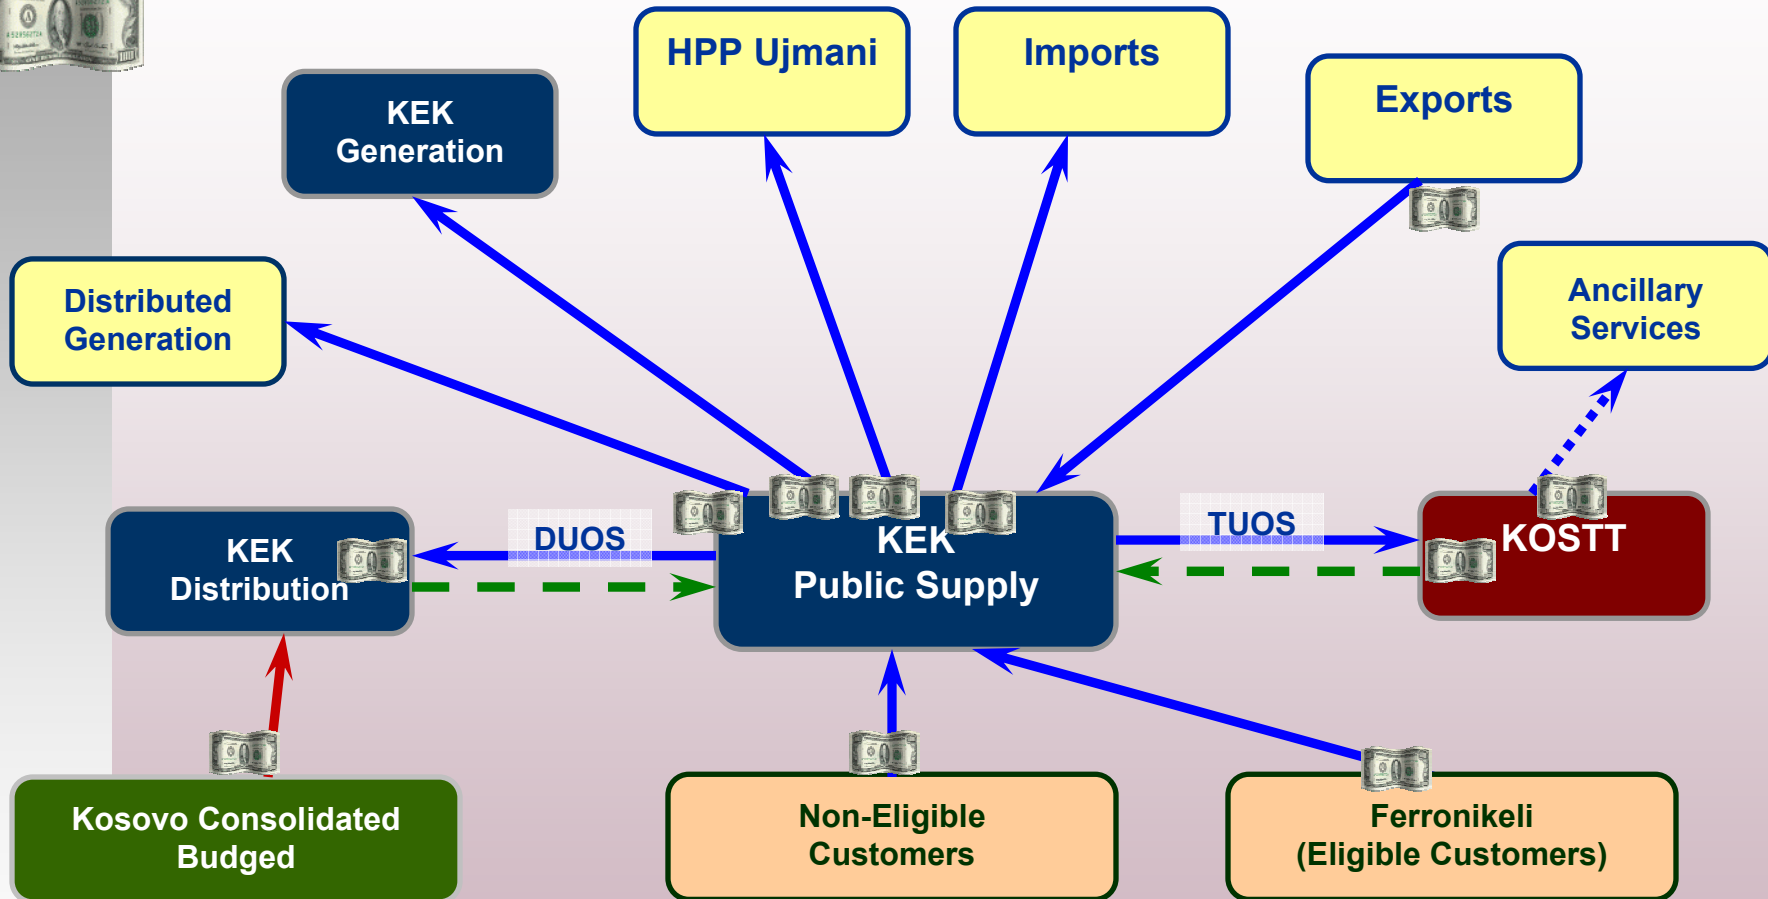 HPP Ujmani
Imports
Exports
KEK
Generation
Distributed
Generation
Ancillary
Services
KEK
Distribution
DUOS
KEK
Public Supply
TUOS
KOSTT
Kosovo Consolidated
Budged
Non-Eligible
Customers
Ferronikeli
(Eligible Customers)